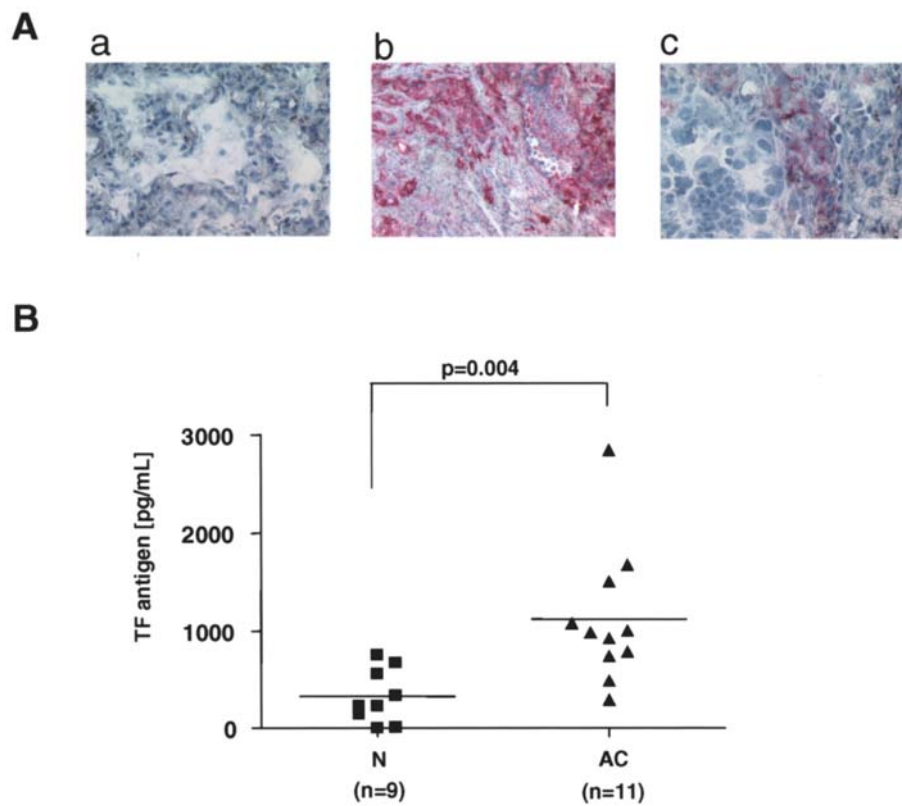 A
a b c
B
p=0.004
3000
2000
1000
0
TF antigen [pg/mL]
N AC
(n=9) (n=11)